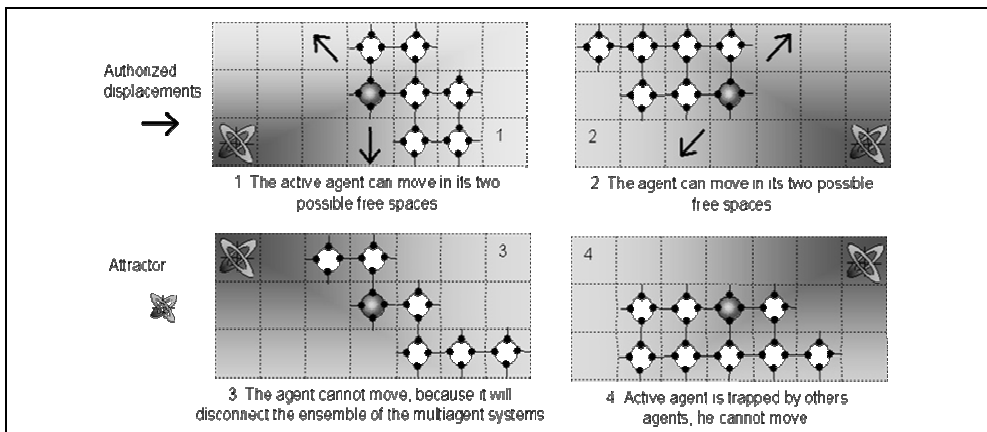 Authorized
displacements
1
1 The active agent can move in its two
possible free spaces
2
2 The agent can move in its two possible
free spaces
Attractor
3
3 The agent cannot move, because it will
disconnect the ensemble of the multiagent systems
4
4 Active agent is trapped by others
agents, he cannot move